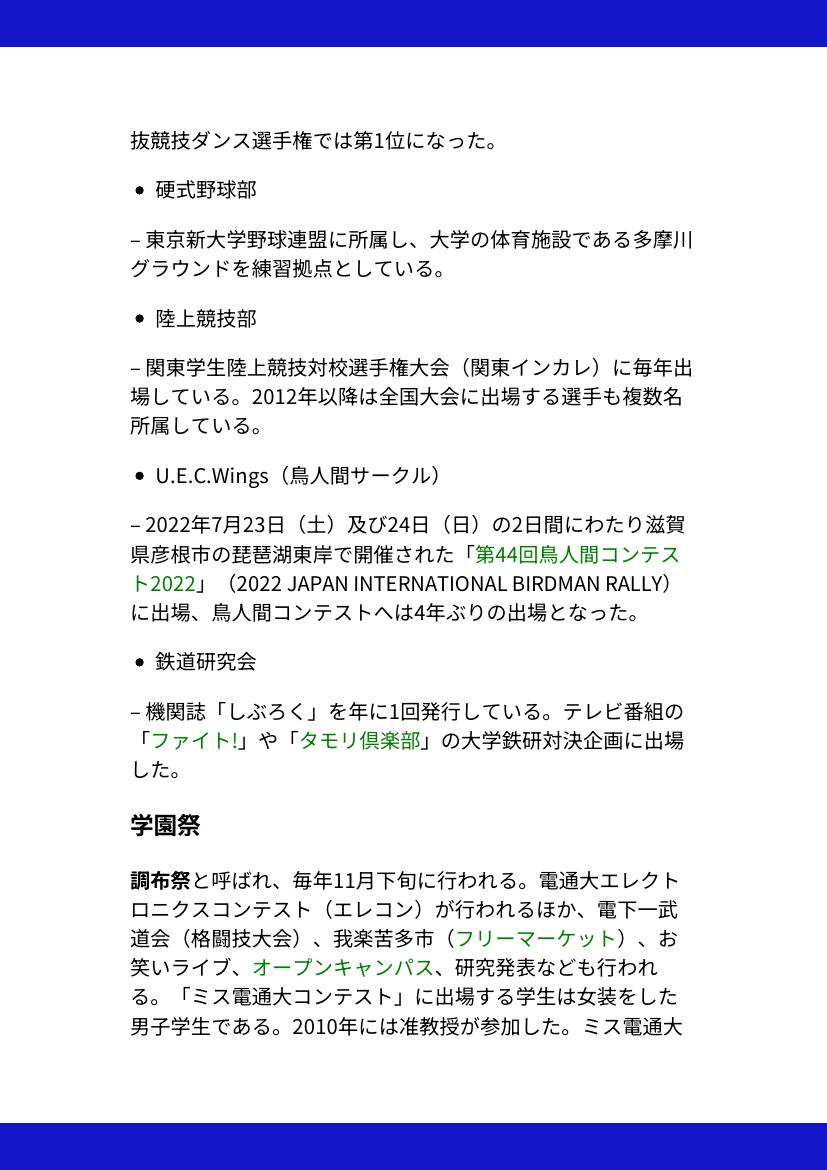 抜競技ダンス選手権では第1位になった。
• 硬式野球部
– 東京新大学野球連盟に所属し、大学の体育施設である多摩川
グラウンドを練習拠点としている。
• 陸上競技部
– 関東学生陸上競技対校選手権大会（関東インカレ）に毎年出
場している。2012年以降は全国大会に出場する選手も複数名
所属している。
• U.E.C.Wings（鳥人間サークル）
– 2022年7月23日（土）及び24日（日）の2日間にわたり滋賀
県彦根市の琵琶湖東岸で開催された「第44回鳥人間コンテス
ト2022」（2022 JAPAN INTERNATIONAL BIRDMAN RALLY）
に出場、鳥人間コンテストへは4年ぶりの出場となった。
• 鉄道研究会
– 機関誌「しぶろく」を年に1回発行している。テレビ番組の
「ファイト!」や「タモリ倶楽部」の大学鉄研対決企画に出場
した。
学園祭
調布祭と呼ばれ、毎年11月下旬に行われる。電通大エレクト
ロニクスコンテスト（エレコン）が行われるほか、電下一武
道会（格闘技大会）、我楽苦多市（フリーマーケット）、お
笑いライブ、オープンキャンパス、研究発表なども行われ
る。「ミス電通大コンテスト」に出場する学生は女装をした
男子学生である。2010年には准教授が参加した。ミス電通大